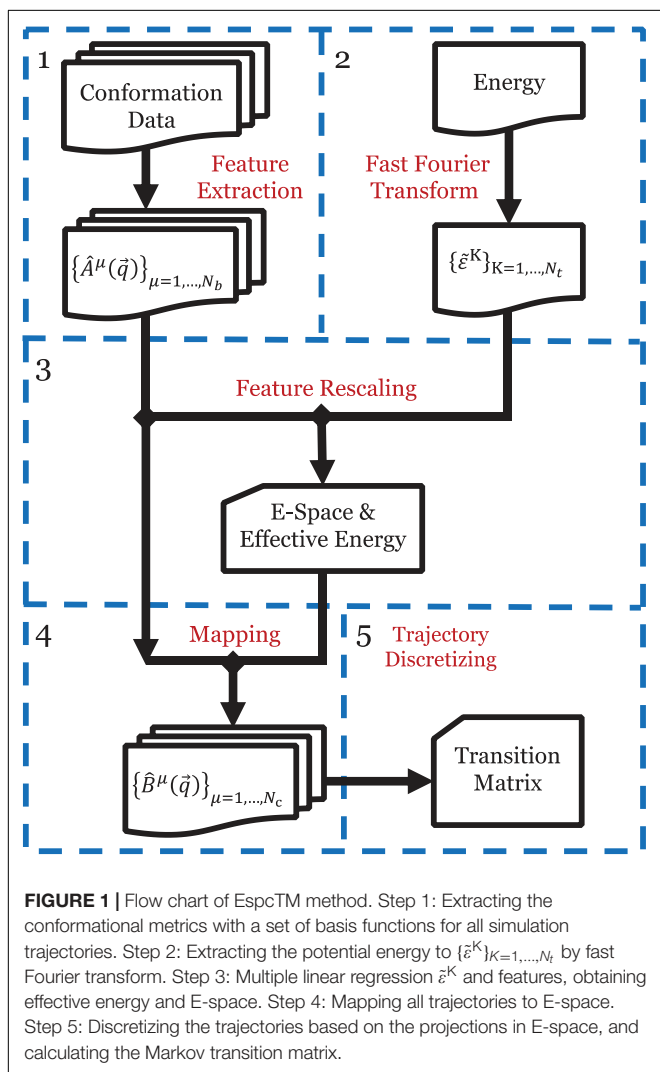 1
2
Conformation
Data
Energy
Feature
Extraction
Fast Fourier
Transform
{Â^μ(q⃗)}_{μ=1,…,N_b}
{ε̃^K}_{K=1,…,N_t}
3
Feature Rescaling
E-Space &
Effective Energy
4
Mapping
5
Trajectory
Discretizing
{B̂^μ(q⃗)}_{μ=1,…,N_c}
Transition
Matrix
FIGURE 1 | Flow chart of EspcTM method. Step 1: Extracting the
conformational metrics with a set of basis functions for all simulation
trajectories. Step 2: Extracting the potential energy to {ε̃^K}_{K=1,…,N_t} by fast
Fourier transform. Step 3: Multiple linear regression ε̃^K and features, obtaining
effective energy and E-space. Step 4: Mapping all trajectories to E-space.
Step 5: Discretizing the trajectories based on the projections in E-space, and
calculating the Markov transition matrix.